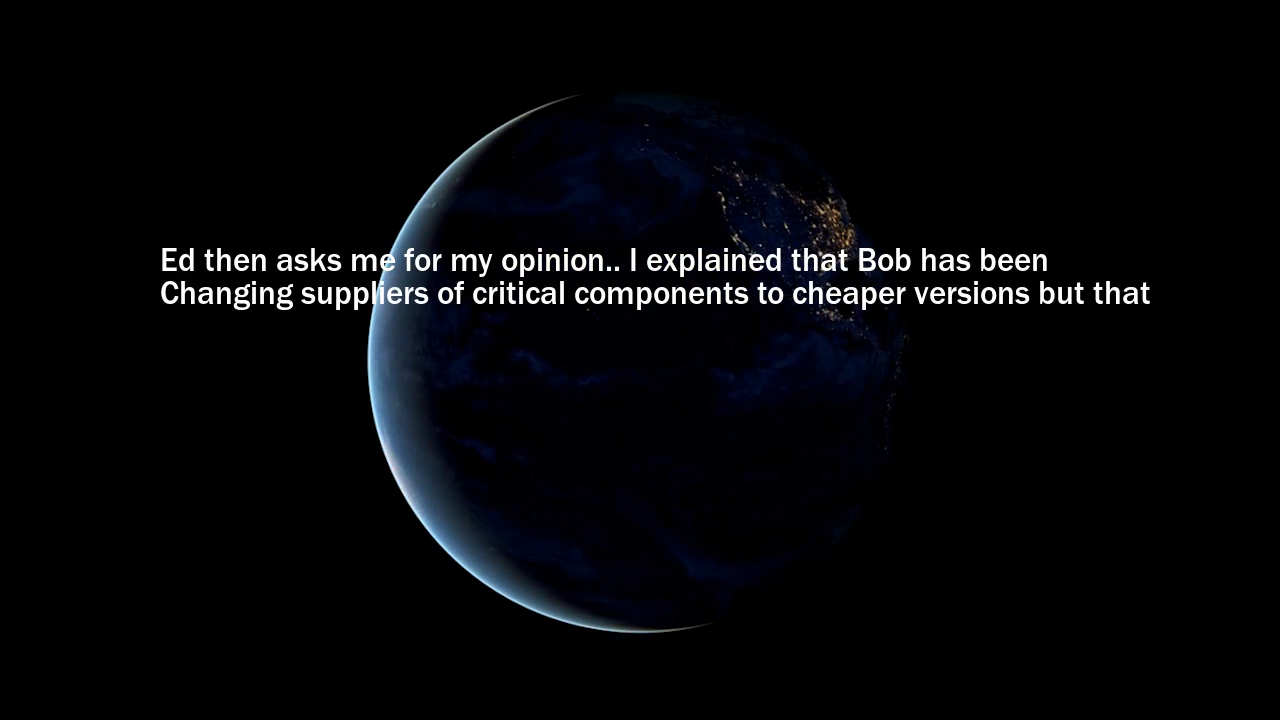 Ed then asks me for my opinion.. I explained that Bob has been
Changing suppliers of critical components to cheaper versions but that